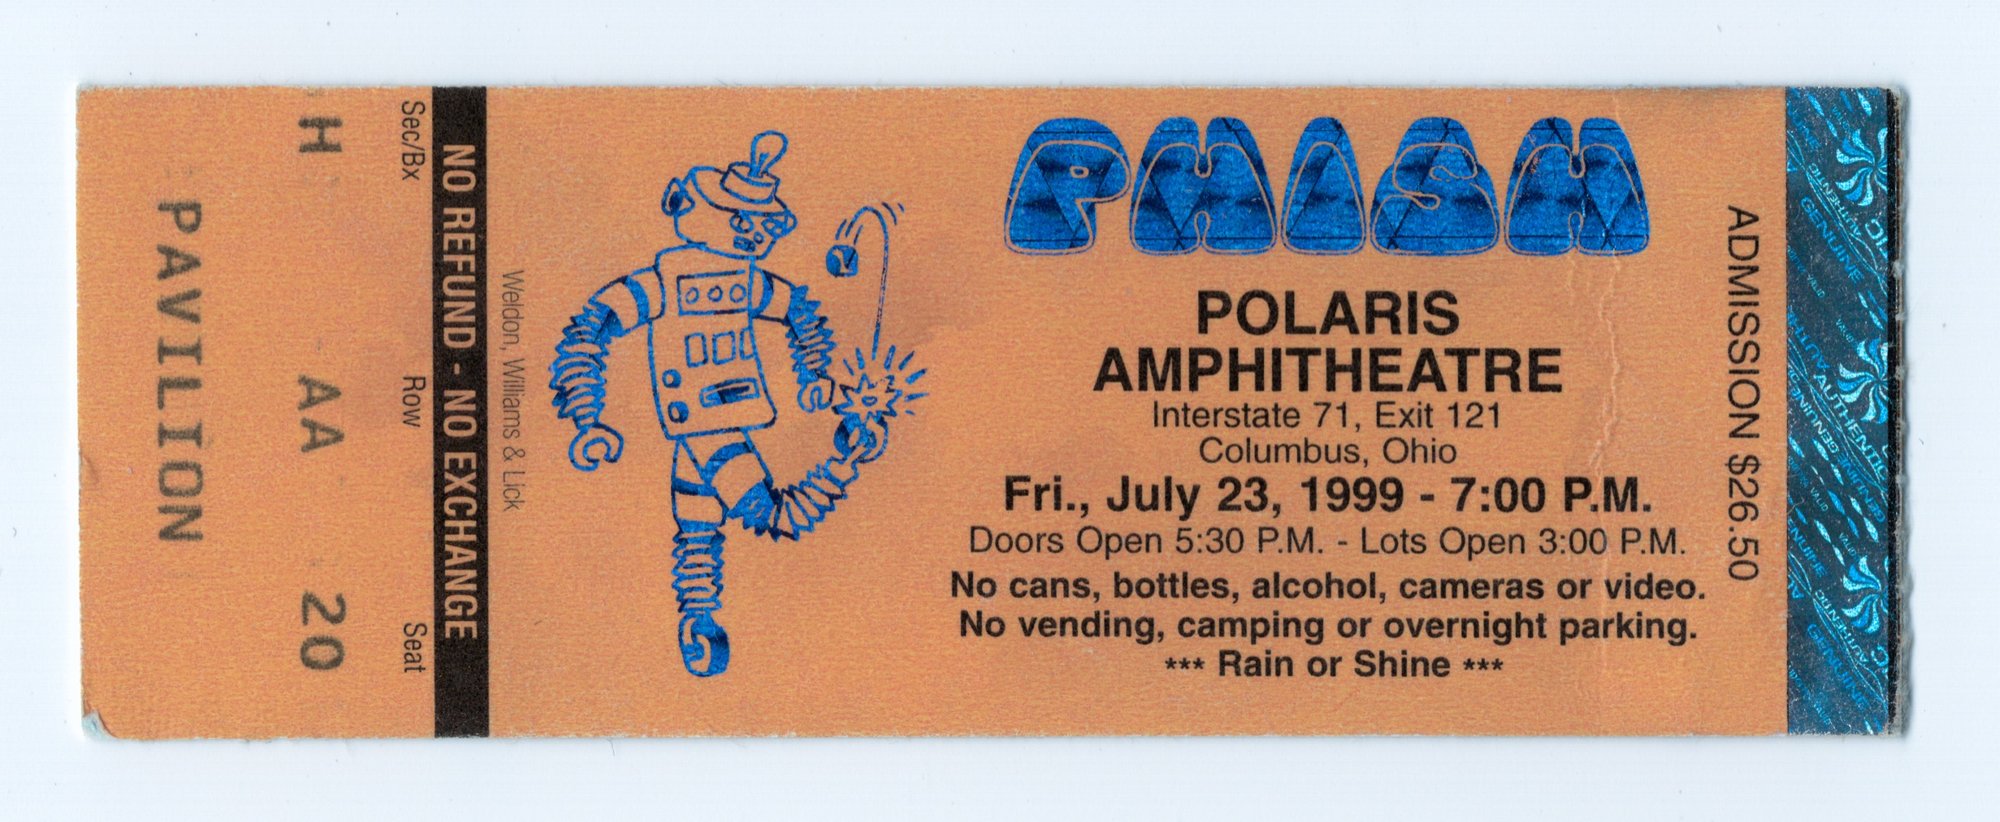 PAVILION
H AA 20
Sec/Bx Row Seat
NO REFUND - NO EXCHANGE
Weldon, Williams & Lick
PHISH
POLARIS
AMPHITHEATRE
Interstate 71, Exit 121
Columbus, Ohio
Fri., July 23, 1999 - 7:00 P.M.
Doors Open 5:30 P.M. - Lots Open 3:00 P.M.
No cans, bottles, alcohol, cameras or video.
No vending, camping or overnight parking.
*** Rain or Shine ***
ADMISSION $26.50
AUTHENTIC
GENUINE